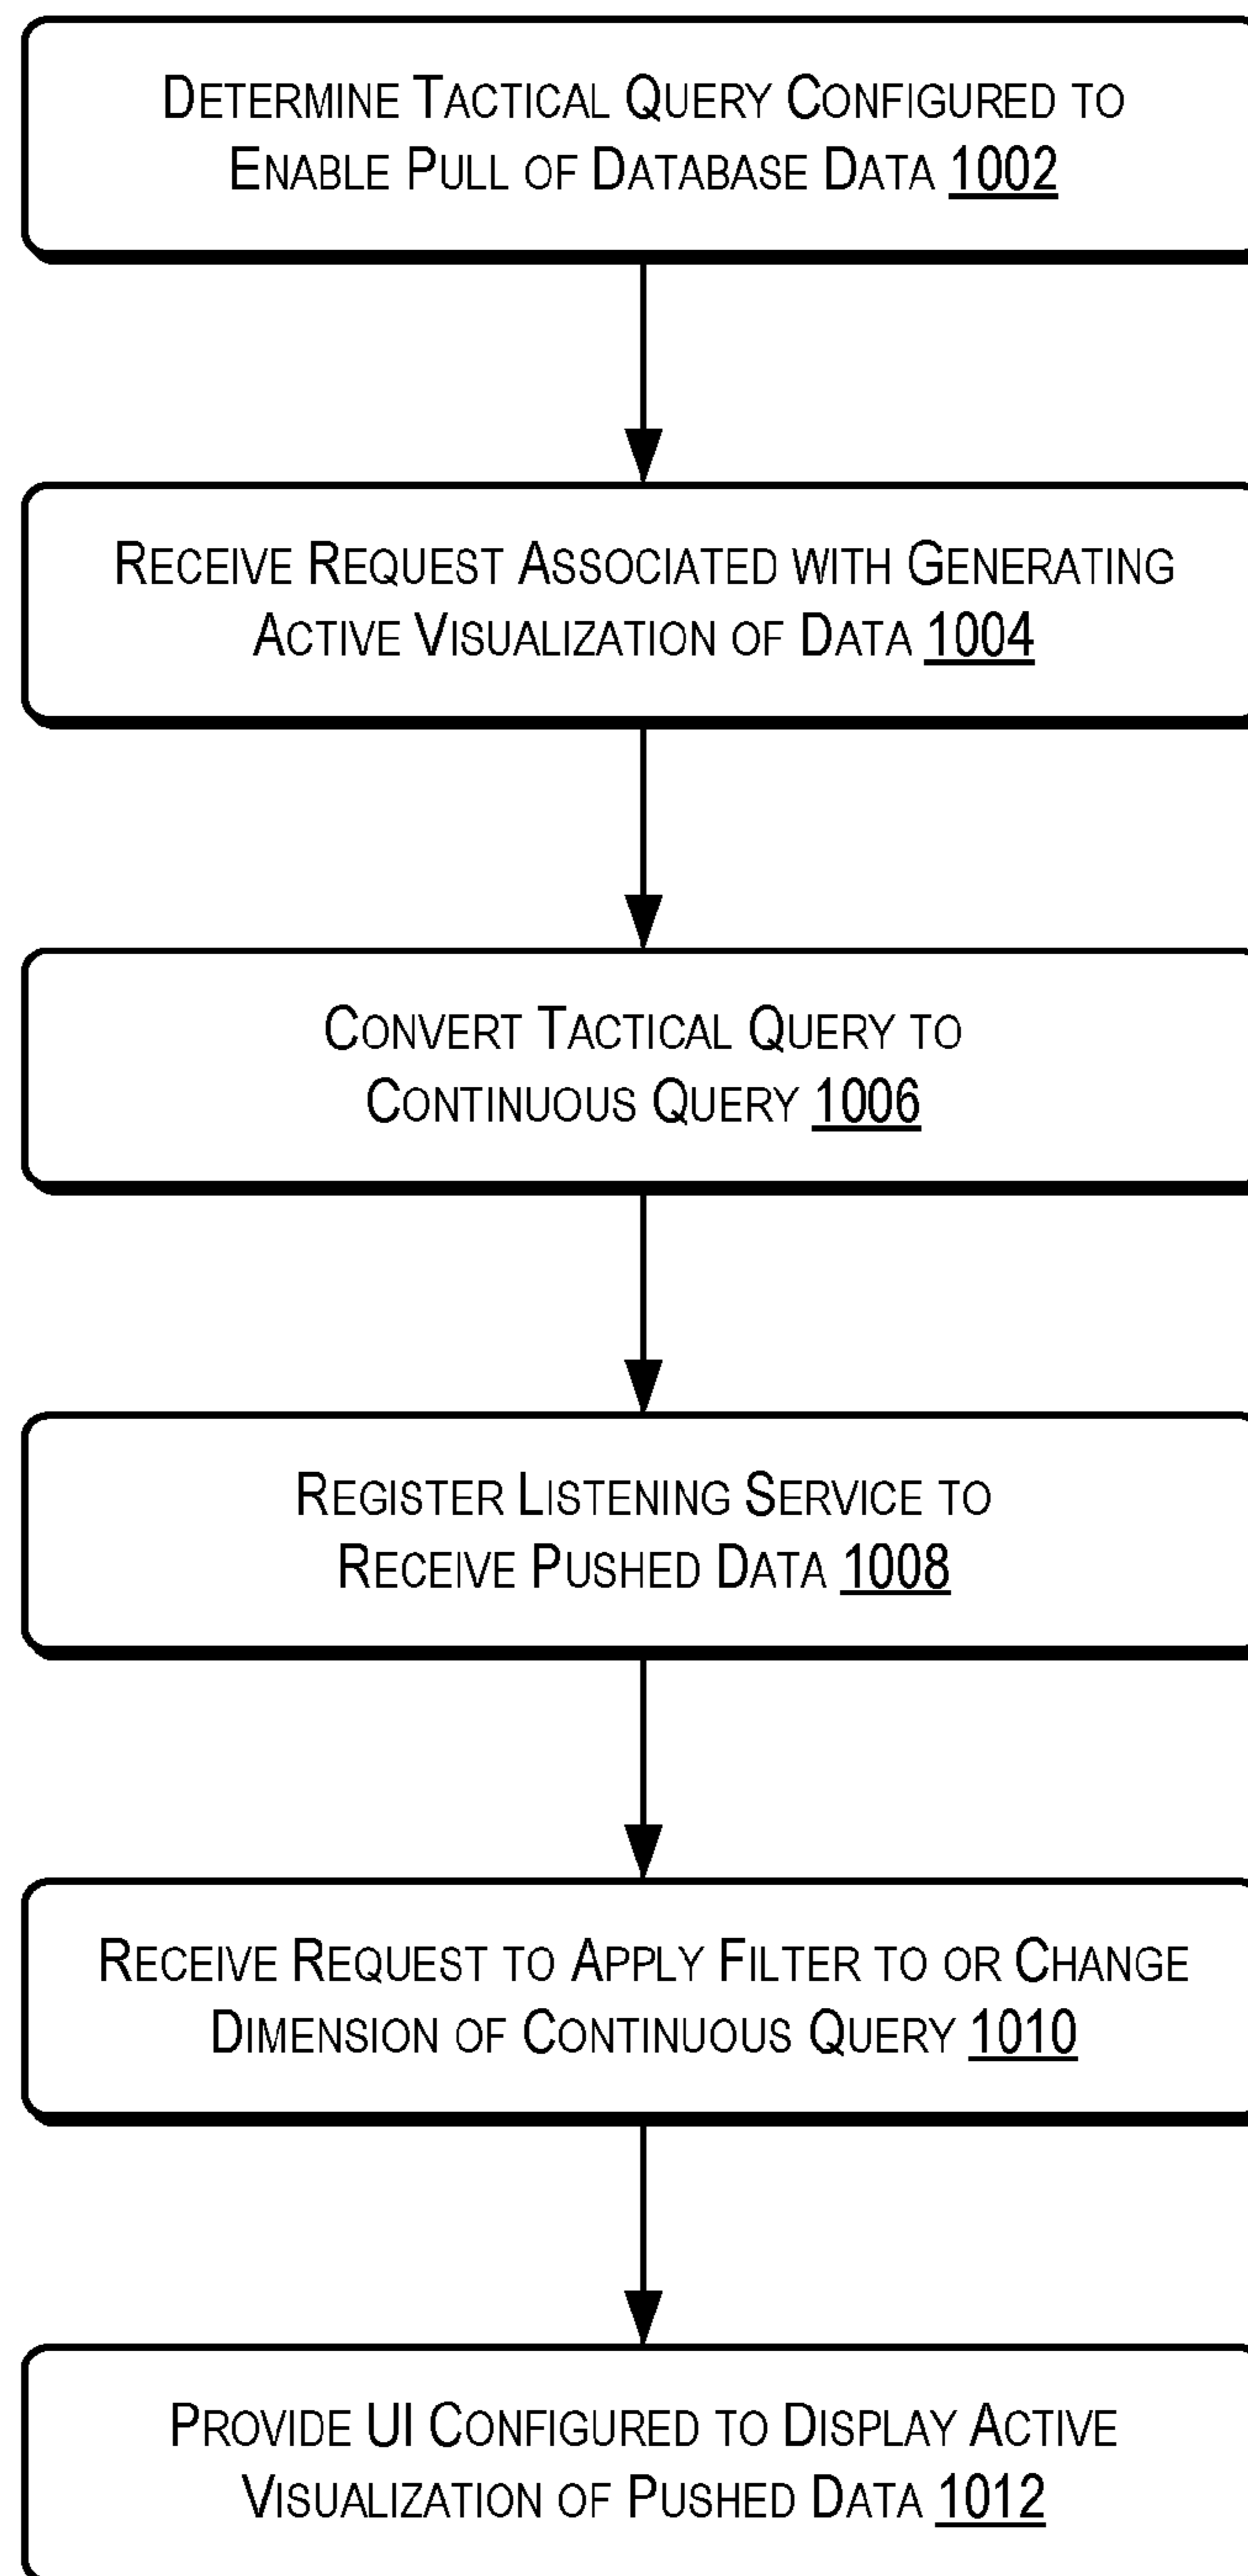 DETERMINE TACTICAL QUERY CONFIGURED TO
ENABLE PULL OF DATABASE DATA 1002
RECEIVE REQUEST ASSOCIATED WITH GENERATING
ACTIVE VISUALIZATION OF DATA 1004
CONVERT TACTICAL QUERY TO
CONTINUOUS QUERY 1006
REGISTER LISTENING SERVICE TO
RECEIVE PUSHED DATA 1008
RECEIVE REQUEST TO APPLY FILTER TO OR CHANGE
DIMENSION OF CONTINUOUS QUERY 1010
PROVIDE UI CONFIGURED TO DISPLAY ACTIVE
VISUALIZATION OF PUSHED DATA 1012